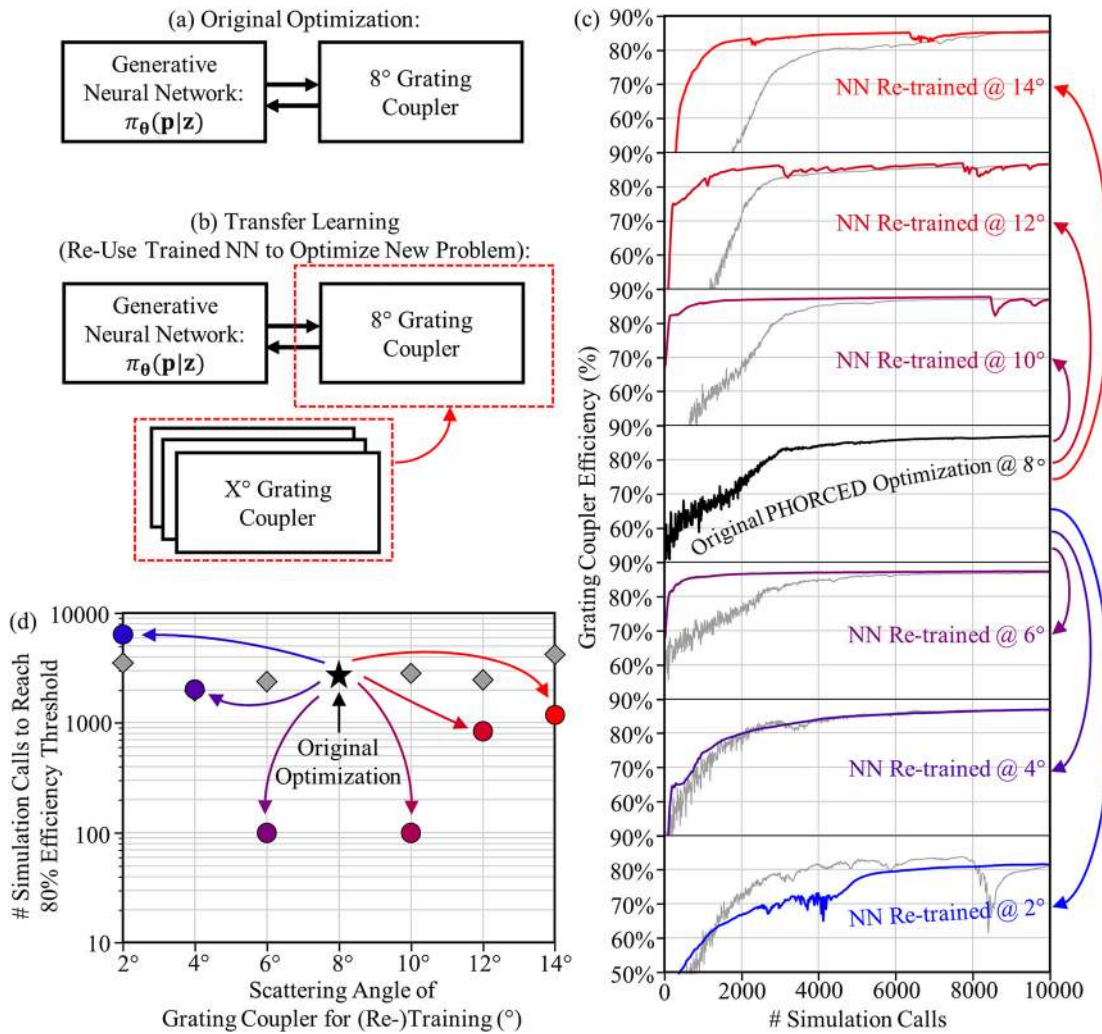 (a) Original Optimization:
Generative
Neural Network:
π_θ(p|z)
8° Grating
Coupler
(b) Transfer Learning
(Re-Use Trained NN to Optimize New Problem):
Generative
Neural Network:
π_θ(p|z)
8° Grating
Coupler
X° Grating
Coupler
(c)
Grating Coupler Efficiency (%)
90%
80%
70%
60%
90%
80%
70%
60%
90%
80%
70%
60%
90%
80%
70%
60%
90%
80%
70%
60%
90%
80%
70%
60%
90%
80%
70%
60%
50%
NN Re-trained @ 14°
NN Re-trained @ 12°
NN Re-trained @ 10°
Original PHORCED Optimization @ 8°
NN Re-trained @ 6°
NN Re-trained @ 4°
NN Re-trained @ 2°
0
2000
4000
6000
8000
10000
# Simulation Calls
(d)
# Simulation Calls to Reach
80% Efficiency Threshold
10000
1000
100
10
Original
Optimization
2°
4°
6°
8°
10°
12°
14°
Scattering Angle of
Grating Coupler for (Re-)Training (°)